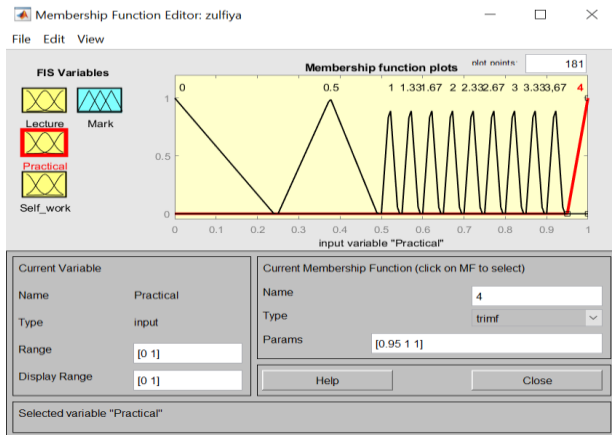 Membership Function Editor: zulfiya
File Edit View
FIS Variables
Lecture Mark
Practical
Self_work
Membership function plots plot points: 181
0 0.5 1 1.33 1.67 2 2.33 2.67 3 3.33 3,67 4
1
0.5
0
0 0.1 0.2 0.3 0.4 0.5 0.6 0.7 0.8 0.9 1
input variable "Practical"
Current Variable
Name Practical
Type input
Range [0 1]
Display Range [0 1]
Current Membership Function (click on MF to select)
Name 4
Type trimf
Params [0.95 1 1]
Help Close
Selected variable "Practical"